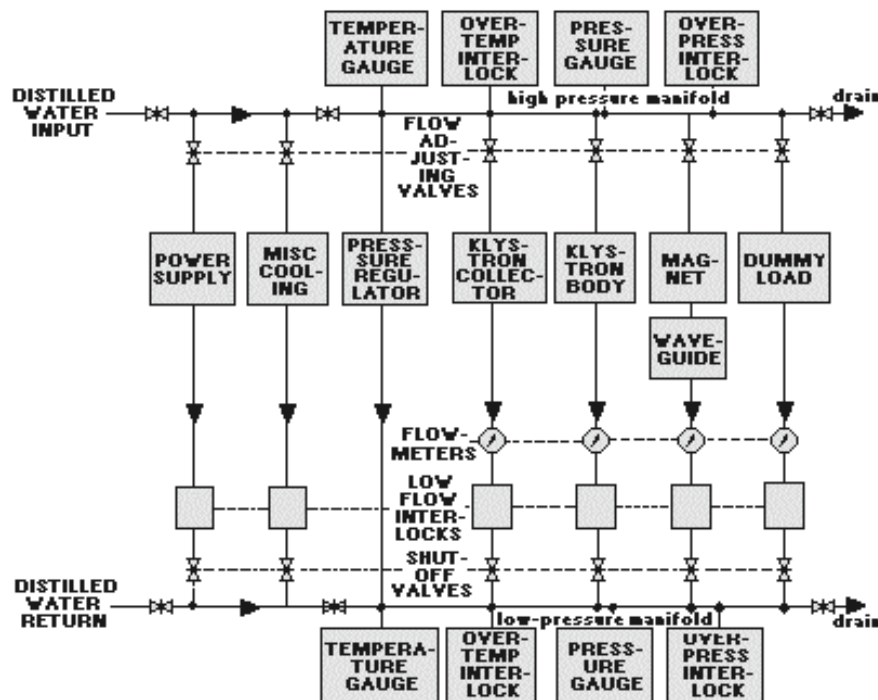 TEMPER-
ATURE
GAUGE
OVER-
TEMP
INTER-
LOCK
PRES-
SURE
GAUGE
OVER-
PRESS
INTER-
LOCK
DISTILLED
WATER
INPUT
high pressure manifold
drain
FLOW
AD-
JUST-
ING
VALVES
POWER
SUPPLY
MISC
COOL-
ING
PRES-
SURE
REGU-
LATOR
KLYS-
TRON
COLLEC-
TOR
KLYS-
TRON
BODY
MAG-
NET
DUMMY
LOAD
WAVE-
GUIDE
FLOW-
METERS
LOW
FLOW
INTER-
LOCKS
SHUT-
OFF
VALVES
DISTILLED
WATER
RETURN
low-pressure manifold
drain
TEMPERA-
TURE
GAUGE
OVER-
TEMP
INTER-
LOCK
PRESS-
URE
GAUGE
OVER-
PRESS
INTER-
LOCK